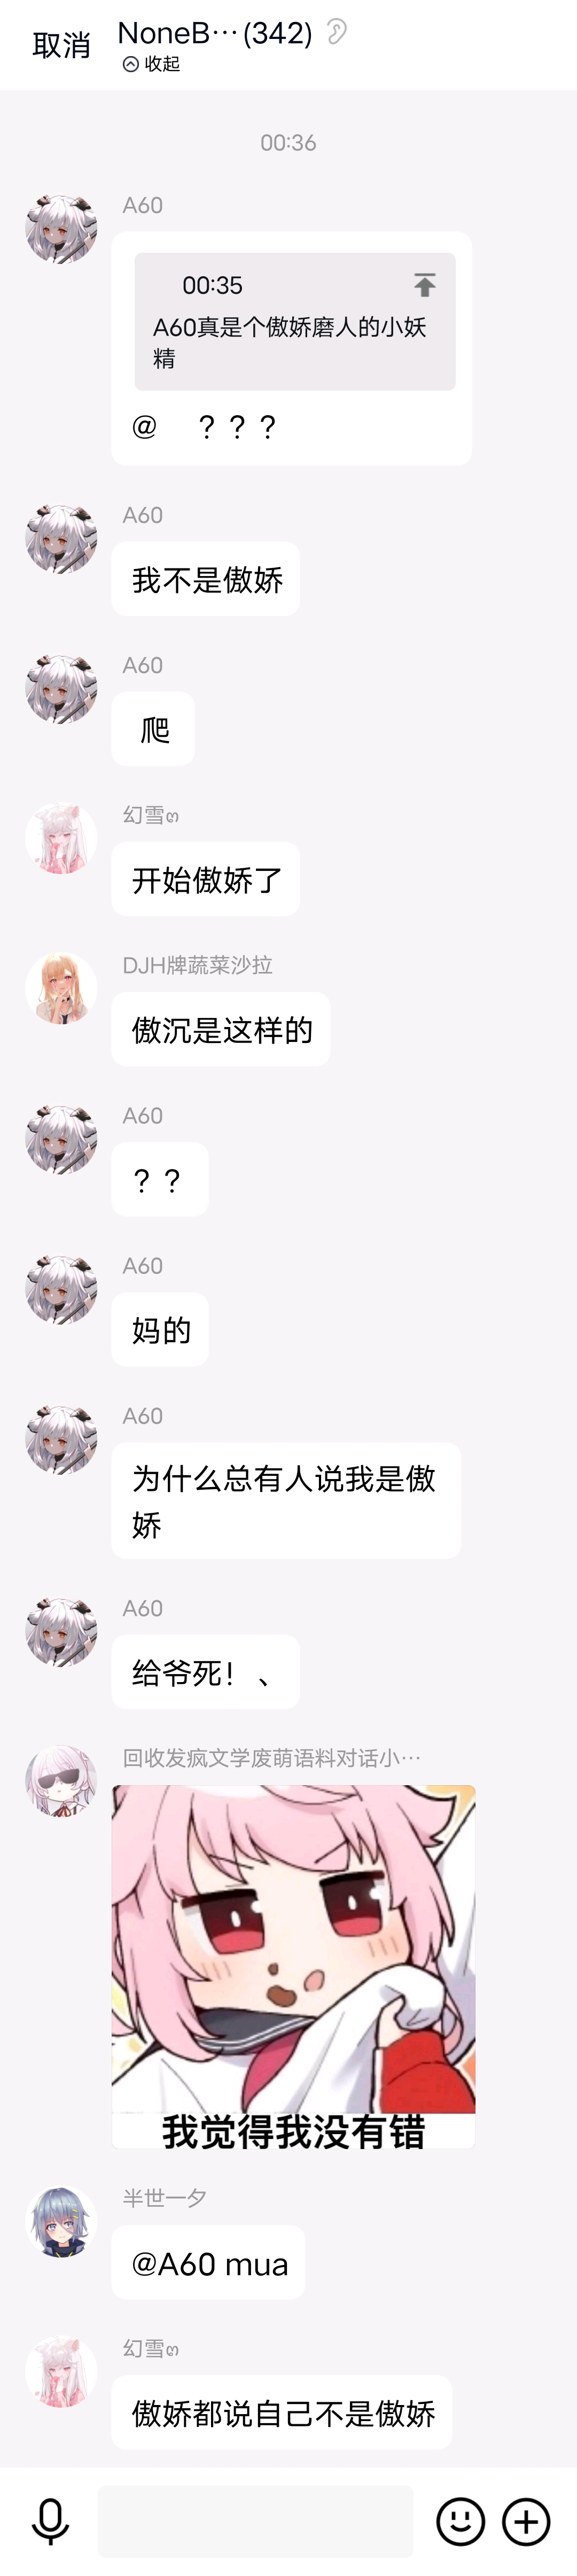 取消
NoneB…(342)
收起
00:36
A60
00:35
A60真是个傲娇磨人的小妖
精
@ ？？？
A60
我不是傲娇
A60
爬
幻雪ෆ
开始傲娇了
DJH牌蔬菜沙拉
傲沉是这样的
A60
？？
A60
妈的
A60
为什么总有人说我是傲
娇
A60
给爷死！、
回收发疯文学废萌语料对话小…
我觉得我没有错
半世一夕
@A60 mua
幻雪ෆ
傲娇都说自己不是傲娇